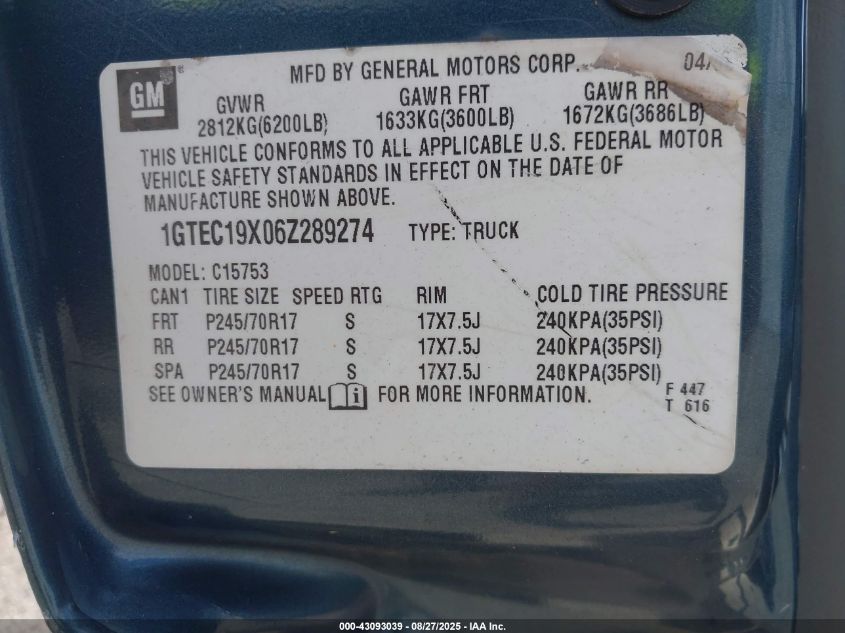 GM
MFD BY GENERAL MOTORS CORP. 04/
GVWR GAWR FRT GAWR RR
2812KG(6200LB) 1633KG(3600LB) 1672KG(3686LB)
THIS VEHICLE CONFORMS TO ALL APPLICABLE U.S. FEDERAL MOTOR
VEHICLE SAFETY STANDARDS IN EFFECT ON THE DATE OF
MANUFACTURE SHOWN ABOVE.
1GTEC19X06Z289274 TYPE: TRUCK
MODEL: C15753
CAN1 TIRE SIZE SPEED RTG RIM COLD TIRE PRESSURE
FRT P245/70R17 S 17X7.5J 240KPA(35PSI)
RR P245/70R17 S 17X7.5J 240KPA(35PSI)
SPA P245/70R17 S 17X7.5J 240KPA(35PSI)
SEE OWNER'S MANUAL i FOR MORE INFORMATION.
F 447
T 616
000-43093039 - 08/27/2025 - IAA Inc.